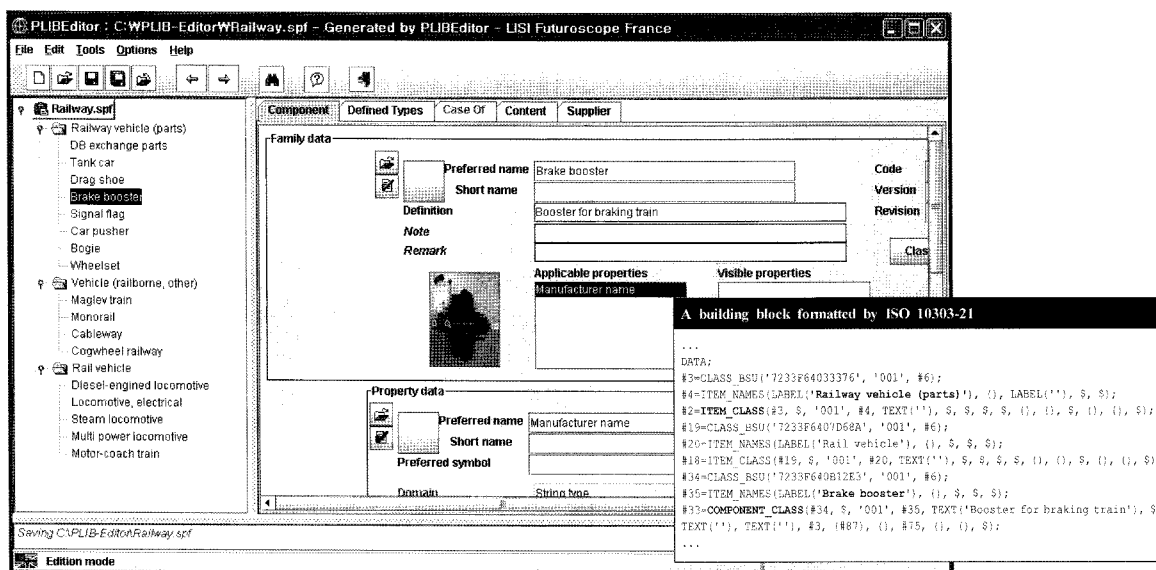 PLIBEditor : C:₩PLIB-Editor₩Railway.spf - Generated by PLIBEditor - LISI Futuroscope France
File Edit Tools Options Help
Railway.spf
Railway vehicle (parts)
DB exchange parts
Tank car
Drag shoe
Brake booster
Signal flag
Car pusher
Bogie
Wheelset
Vehicle (railborne, other)
Maglev train
Monorail
Cableway
Cogwheel railway
Rail vehicle
Diesel-engined locomotive
Locomotive, electrical
Steam locomotive
Multi power locomotive
Motor-coach train
Component Defined Types Case Of Content Supplier
Family data
Preferred name Brake booster Code
Short name Version
Definition Booster for braking train Revision
Note
Remark Clas
Applicable properties Visible properties
Manufacturer name
Property data
Preferred name Manufacturer name
Short name
Preferred symbol
Domain String type
A building block formatted by ISO 10303-21
...
DATA;
#3=CLASS_BSU('7233F64033376', '001', #6);
#4=ITEM_NAMES(LABEL('Railway vehicle (parts)'), (), LABEL(''), $, $);
#2=ITEM_CLASS(#3, $, '001', #4, TEXT(''), $, $, $, $, (), (), $, (), (), $);
#19=CLASS_BSU('7233F6407D68A', '001', #6);
#20=ITEM_NAMES(LABEL('Rail vehicle'), (), $, $, $);
#18=ITEM_CLASS(#19, $, '001', #20, TEXT(''), $, $, $, $, (), (), $, (), (), $)
#34=CLASS_BSU('7233F640B12E3', '001', #6);
#35=ITEM_NAMES(LABEL('Brake booster'), (), $, $, $);
#33=COMPONENT_CLASS(#34, $, '001', #35, TEXT('Booster for braking train'), $
TEXT(''), TEXT(''), #3, (#87), (), #75, (), (), $);
...
Saving C:\PLIB-Editor\Railway.spf
Edition mode